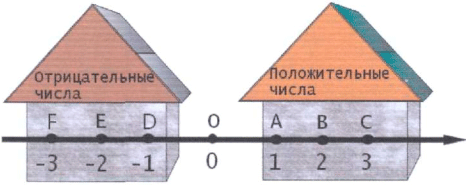 Отрицательные
числа
Положительные
числа
F E D O A B C
-3 -2 -1 0 1 2 3